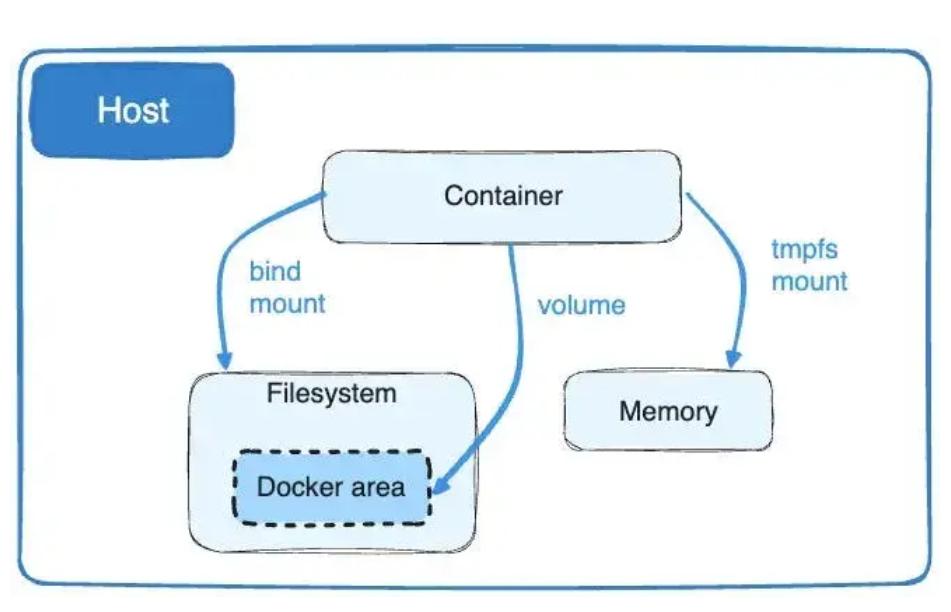 Host
Container
bind
mount
volume
tmpfs
mount
Filesystem
Memory
Docker area